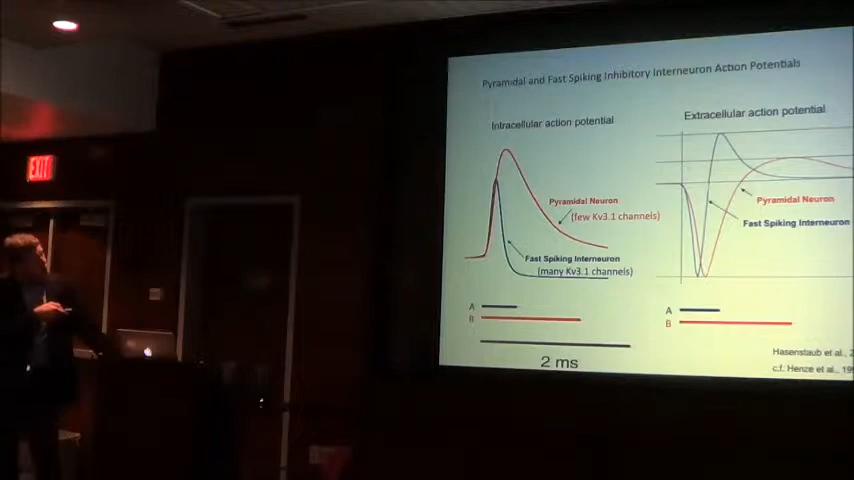 EXIT
Pyramidal and Fast Spiking Inhibitory Interneuron Action Potentials
Intracellular action potential
Pyramidal Neuron
(few Kv3.1 channels)
Fast Spiking Interneuron
(many Kv3.1 channels)
A
B
2 ms
Extracellular action potential
Pyramidal Neuron
Fast Spiking Interneuron
A
B
Hasenstaub et al.,
c.f. Henze et al.,